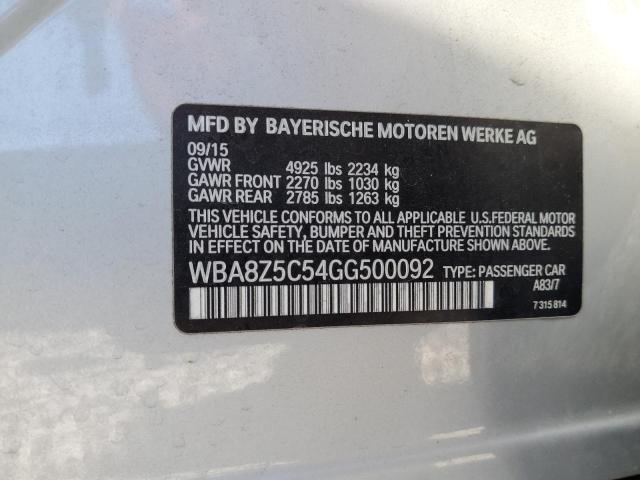 MFD BY BAYERISCHE MOTOREN WERKE AG
09/15
GVWR 4925 lbs 2234 kg
GAWR FRONT 2270 lbs 1030 kg
GAWR REAR 2785 lbs 1263 kg
THIS VEHICLE CONFORMS TO ALL APPLICABLE U.S.FEDERAL MOTOR
VEHICLE SAFETY, BUMPER AND THEFT PREVENTION STANDARDS
IN EFFECT ON THE DATE OF MANUFACTURE SHOWN ABOVE.
WBA8Z5C54GG500092 TYPE: PASSENGER CAR
A83/7
7 315 814